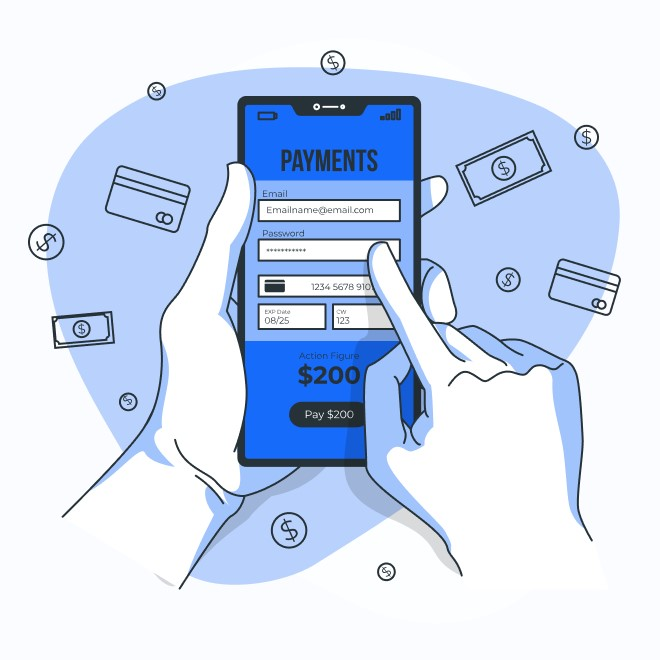 PAYMENTS
Email
Emailname@email.com
Password
***********
1234 5678 910
EXP Date
CW
08/25
123
Action Figure
$200
Pay $200
$
$
$
$
$
$
$
$
$
$